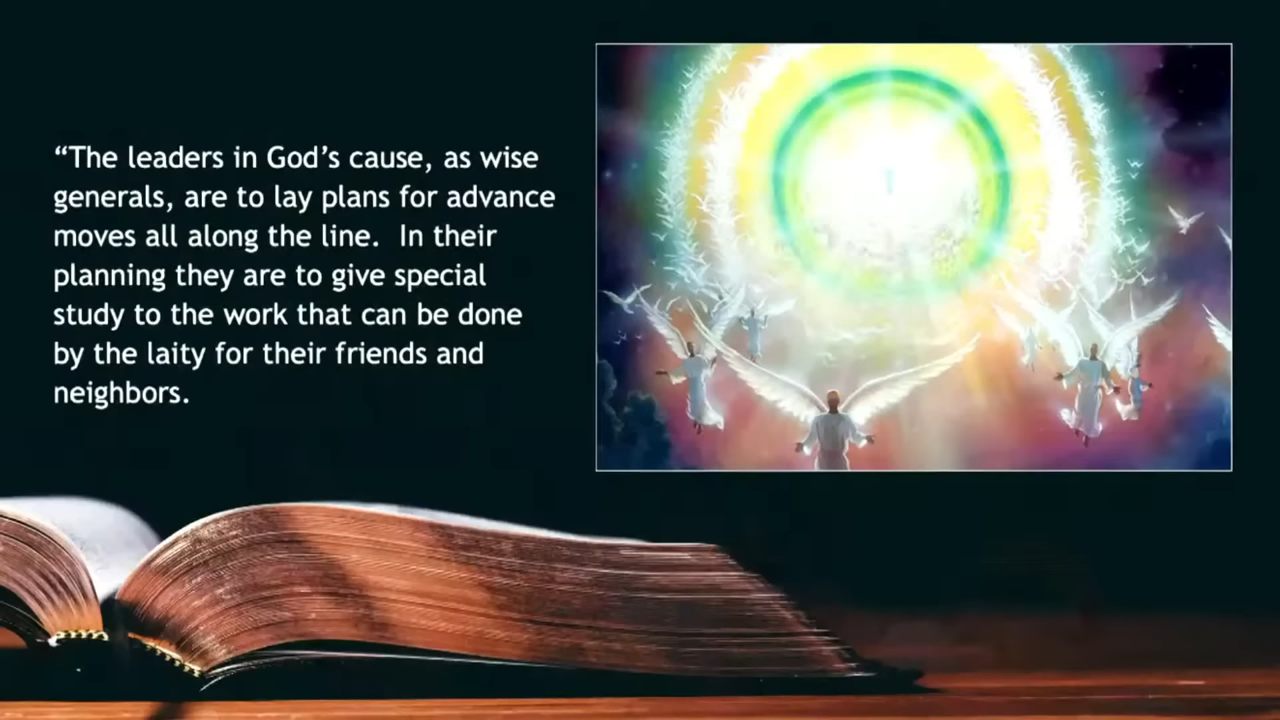 “The leaders in God’s cause, as wise
generals, are to lay plans for advance
moves all along the line.  In their
planning they are to give special
study to the work that can be done
by the laity for their friends and
neighbors.